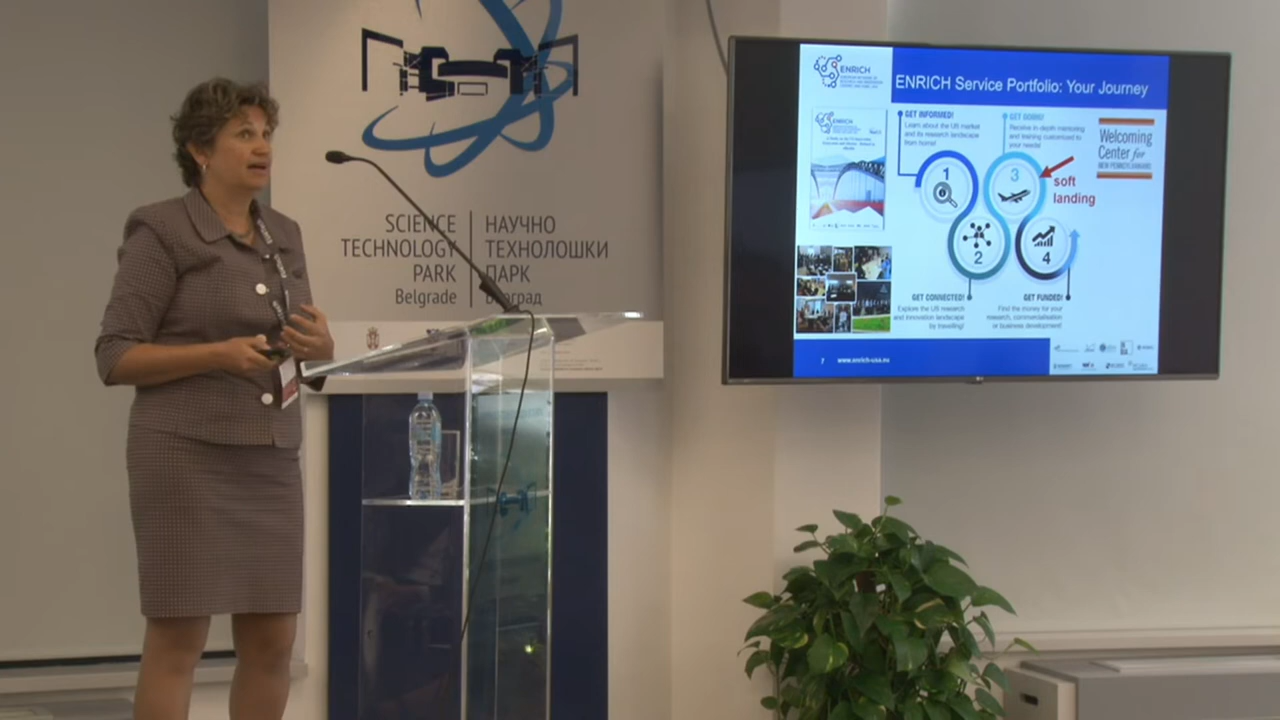 SCIENCE
TECHNOLOGY
PARK
Belgrade
НАУЧНО
ТЕХНОЛОШКИ
ПАРК
Београд
ENRICH
ENRICH Service Portfolio: Your Journey
ENRICH
GET INFORMED!
Learn about the US market
and its research landscape
from home!
GET GOING!
Receive in-depth mentoring
and training customized to
your needs!
Welcoming
Center for
NEW PENNSYLVANIANS
1
3
soft
landing
2
4
GET CONNECTED!
Explore the US research
and innovation landscape
by travelling!
GET FUNDED!
Find the money for your
research, commercialisation
or business development!
7
www.enrich-usa.eu